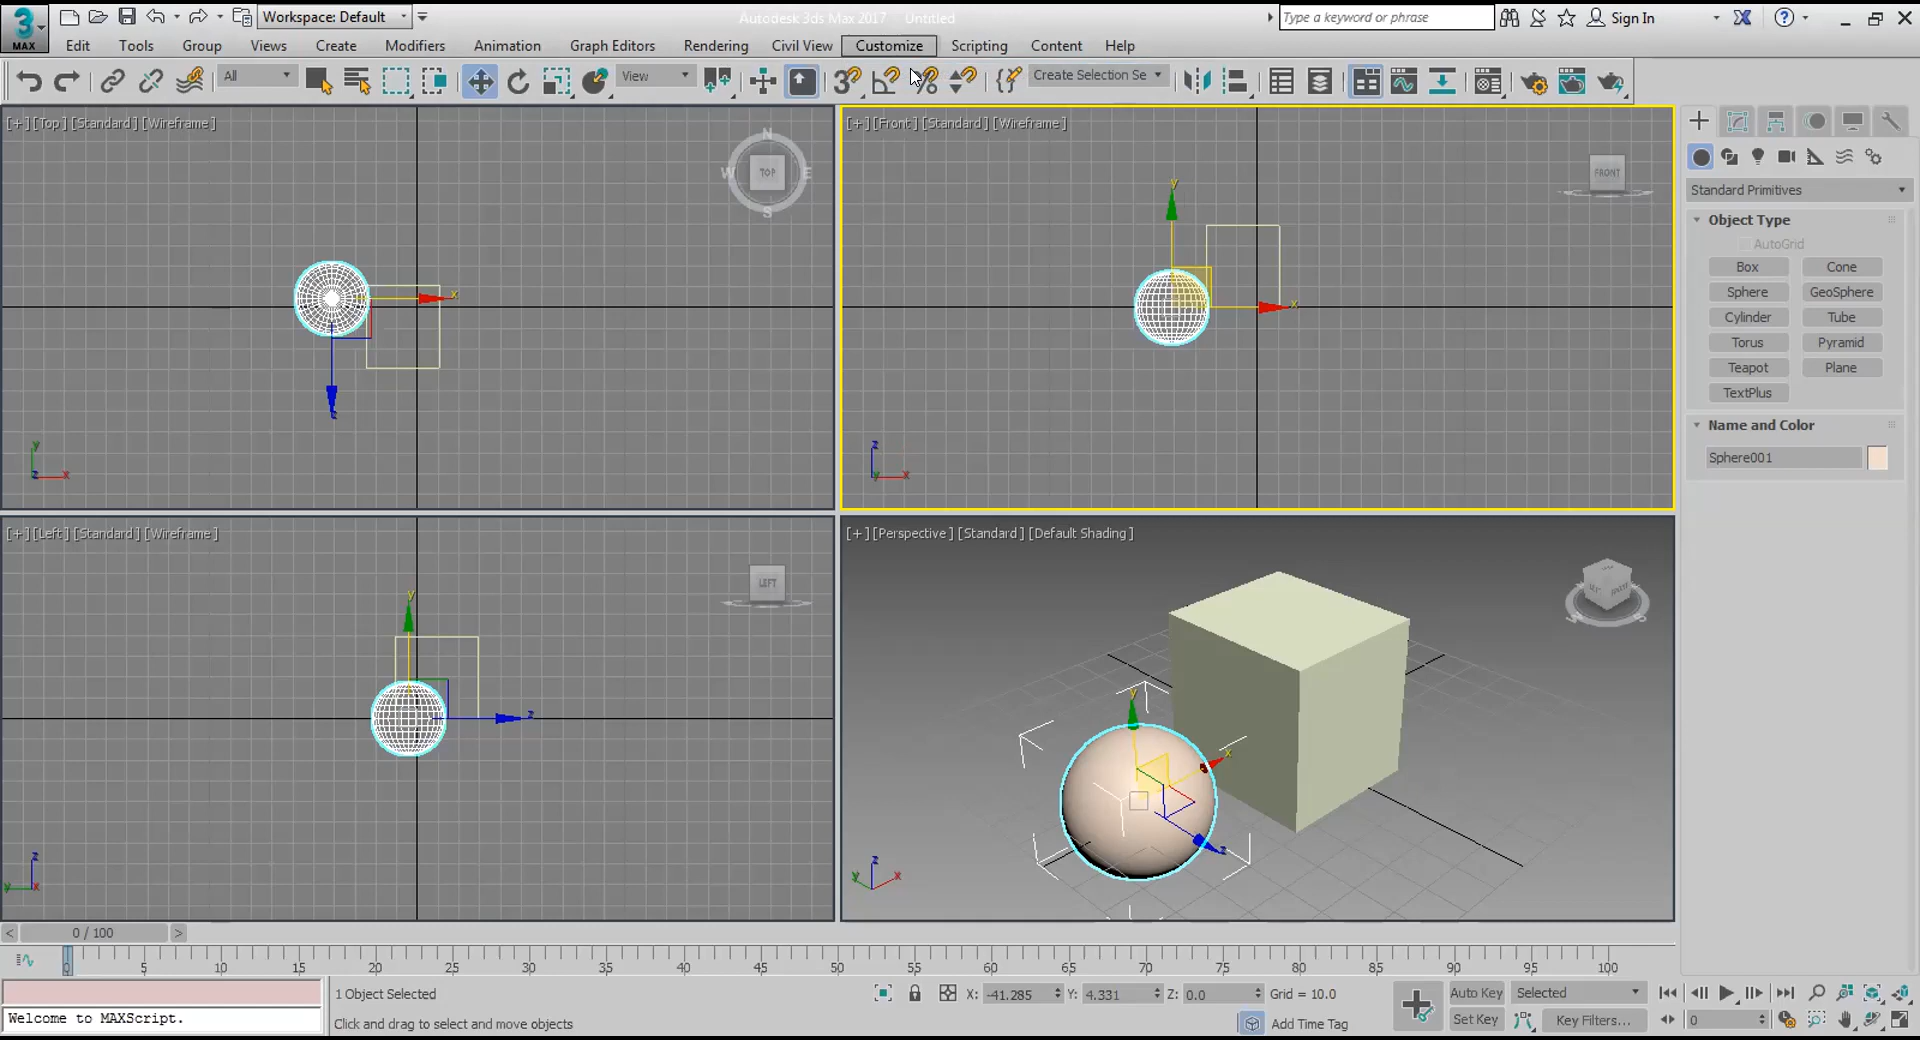 Workspace: Default
Autodesk 3ds Max 2017 Untitled
Type a keyword or phrase
Sign In
MAX
Edit Tools Group Views Create Modifiers Animation Graph Editors Rendering Civil View Customize Scripting Content Help
All
View
3
Create Selection Se
[+][Top][Standard][Wireframe]
N
W
TOP
E
S
x
z
y
z
x
[+][Front][Standard][Wireframe]
FRONT
y
x
z
y
x
[+][Left][Standard][Wireframe]
LEFT
y
z
z
y
x
[+][Perspective][Standard][Default Shading]
W
S
y
x
z
z
y
x
Standard Primitives
Object Type
AutoGrid
Box Cone
Sphere GeoSphere
Cylinder Tube
Torus Pyramid
Teapot Plane
TextPlus
Name and Color
Sphere001
< 0 / 100 >
0 5 10 15 20 25 30 35 40 45 50 55 60 65 70 75 80 85 90 95 100
1 Object Selected
X: -41.285 Y: 4.331 Z: 0.0 Grid = 10.0
Auto Key Selected
Welcome to MAXScript.
Click and drag to select and move objects
Add Time Tag
Set Key Key Filters...
0